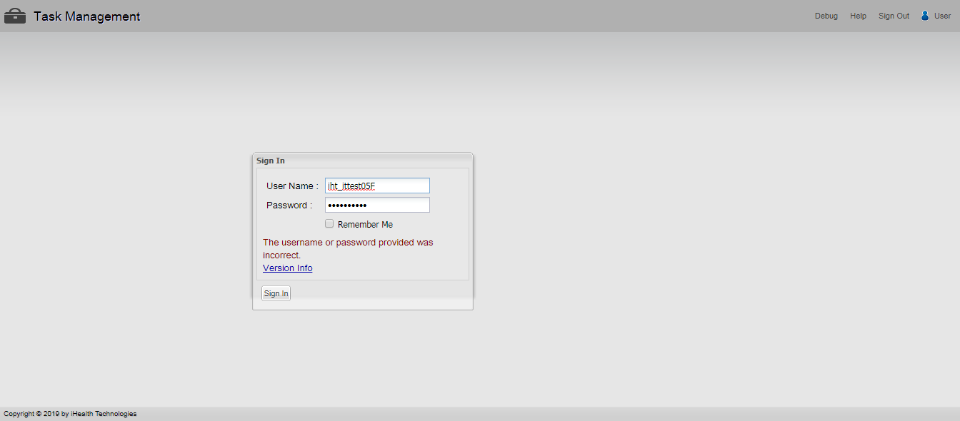 Task Management
Debug Help Sign Out User
Sign In
User Name : iht_ittest05F
Password : ••••••••••
Remember Me
The username or password provided was
incorrect.
Version Info
Sign In
Copyright © 2019 by iHealth Technologies